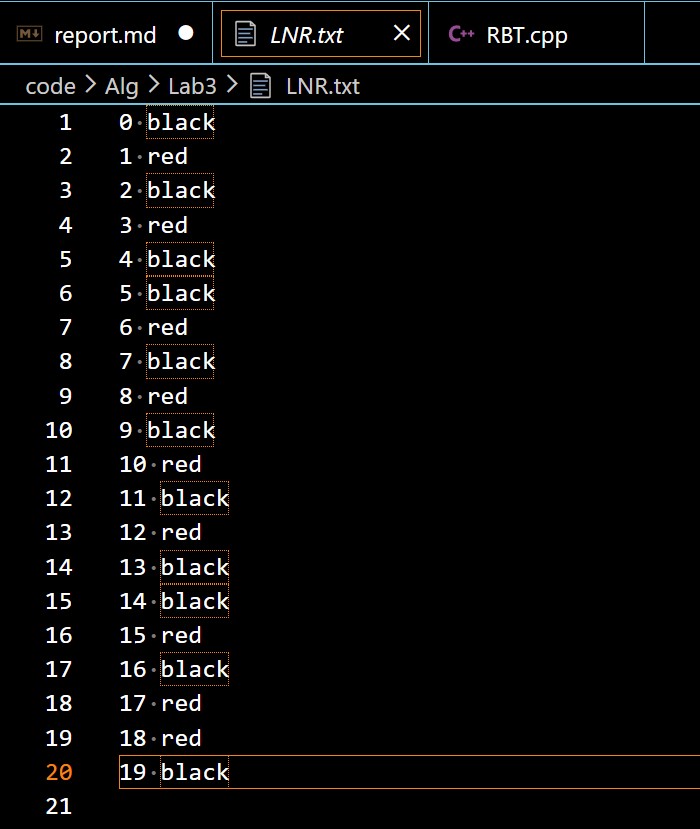 report.md ● LNR.txt × C++ RBT.cpp
code > Alg > Lab3 > LNR.txt
1 0·black
2 1·red
3 2·black
4 3·red
5 4·black
6 5·black
7 6·red
8 7·black
9 8·red
10 9·black
11 10·red
12 11·black
13 12·red
14 13·black
15 14·black
16 15·red
17 16·black
18 17·red
19 18·red
20 19·black
21